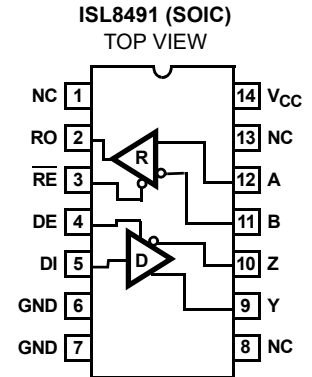 ISL8491 (SOIC)
TOP VIEW
NC 1 14 VCC
RO 2 R 13 NC
RE 3 12 A
DE 4 11 B
DI 5 D 10 Z
GND 6 9 Y
GND 7 8 NC